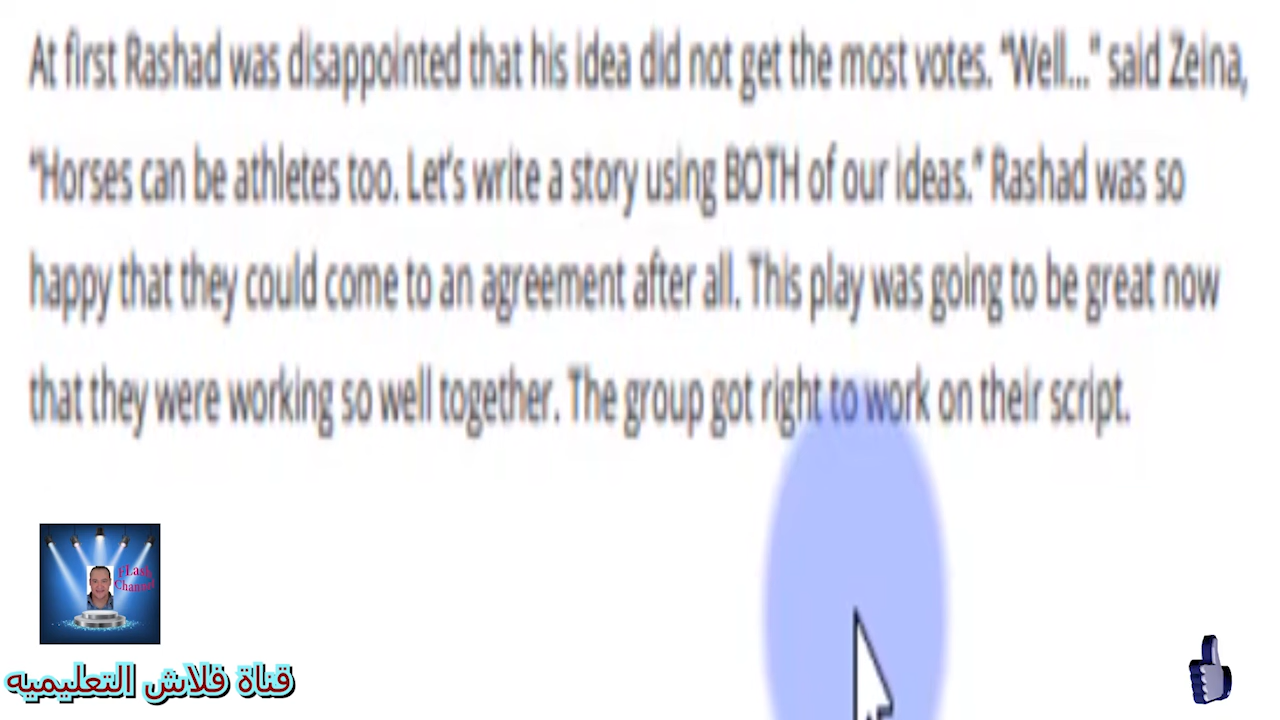 At first Rashad was disappointed that his idea did not get the most votes. “Well...” said Zeina,
“Horses can be athletes too. Let’s write a story using BOTH of our ideas.” Rashad was so
happy that they could come to an agreement after all. This play was going to be great now
that they were working so well together. The group got right to work on their script.
FLash
Channel
قناة فلاش التعليميه